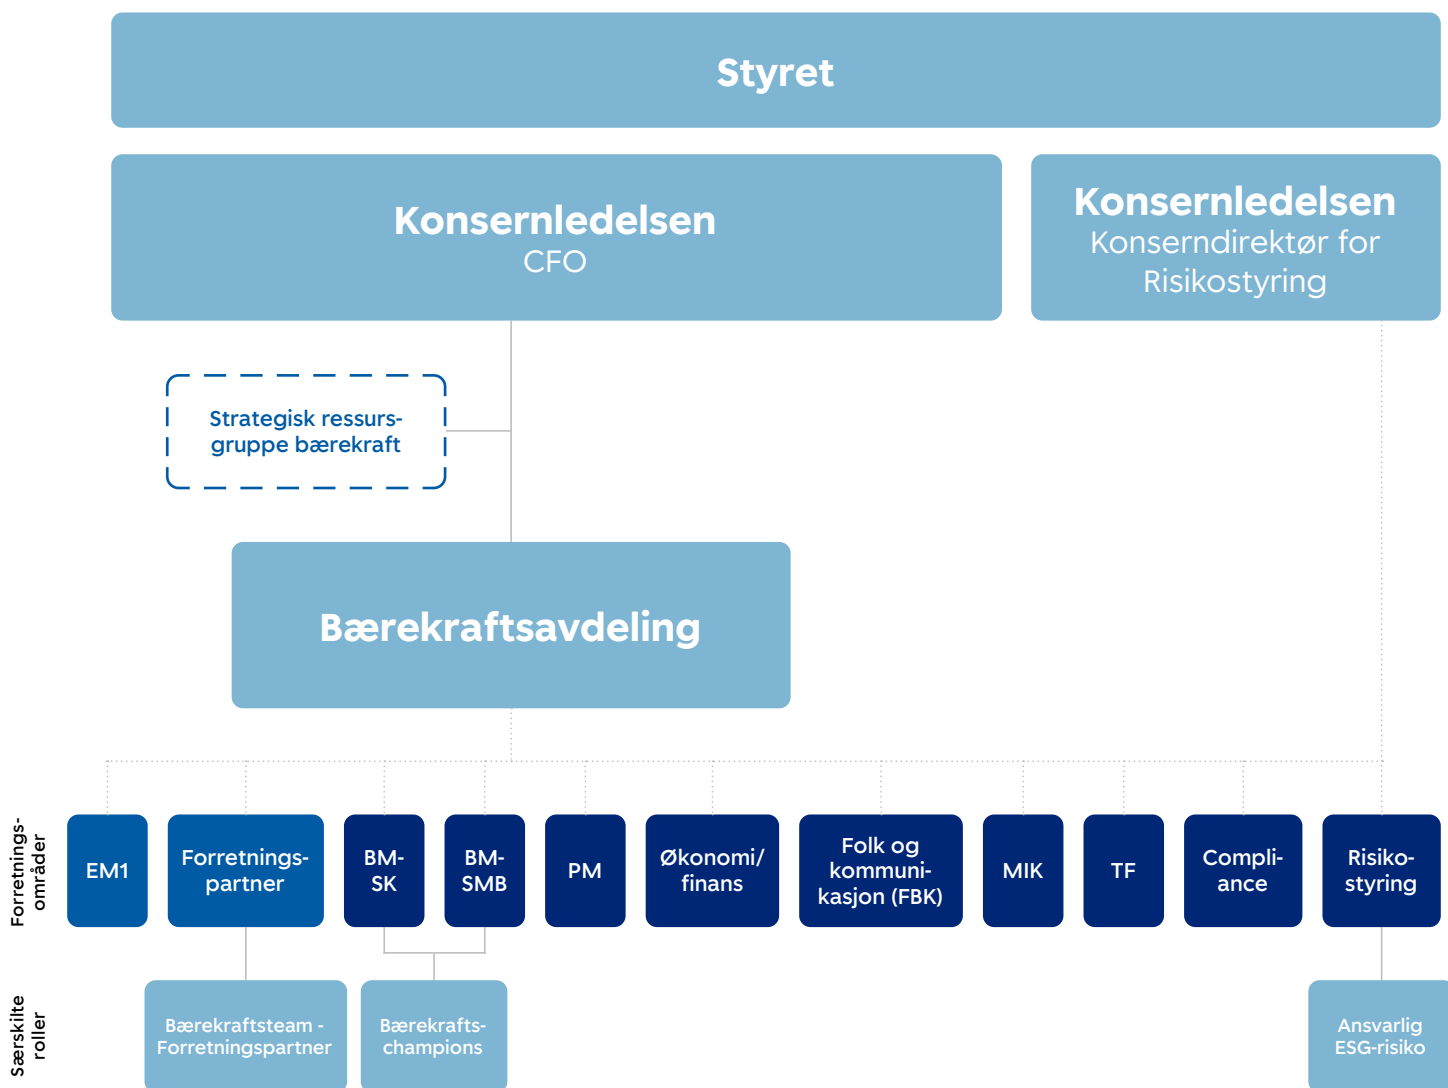 Styret
Konsernledelsen
CFO
Konsernledelsen
Konserndirektør for
Risikostyring
Strategisk ressurs-
gruppe bærekraft
Bærekraftsavdeling
Forretnings-
områder
EM1
Forretnings-
partner
BM-
SK
BM-
SMB
PM
Økonomi/
finans
Folk og
kommuni-
kasjon (FBK)
MIK
TF
Compli-
ance
Risiko-
styring
Særskilte
roller
Bærekraftsteam -
Forretningspartner
Bærekrafts-
champions
Ansvarlig
ESG-risiko